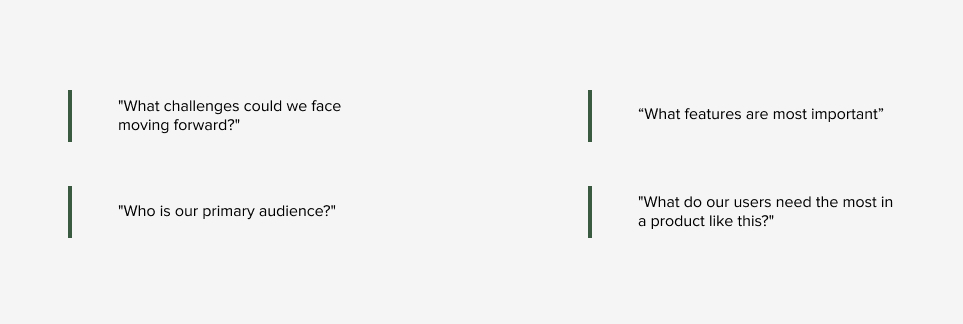 "What challenges could we face
moving forward?"
“What features are most important”
"Who is our primary audience?"
"What do our users need the most in
a product like this?"